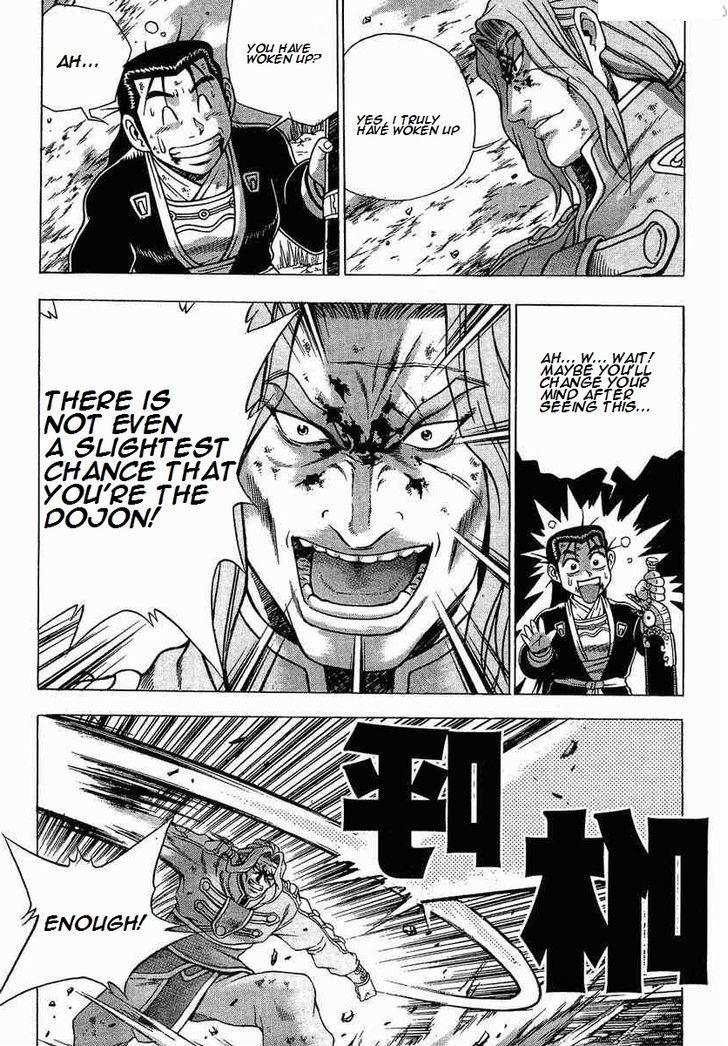 AH...
YOU HAVE
WOKEN UP?
YES, I TRULY
HAVE WOKEN UP
THERE IS
NOT EVEN
A SLIGHTEST
CHANCE THAT
YOU'RE THE
DOJON!
AH... W... WAIT!
MAYBE YOU'LL
CHANGE YOUR
MIND AFTER
SEEING THIS...
ENOUGH!